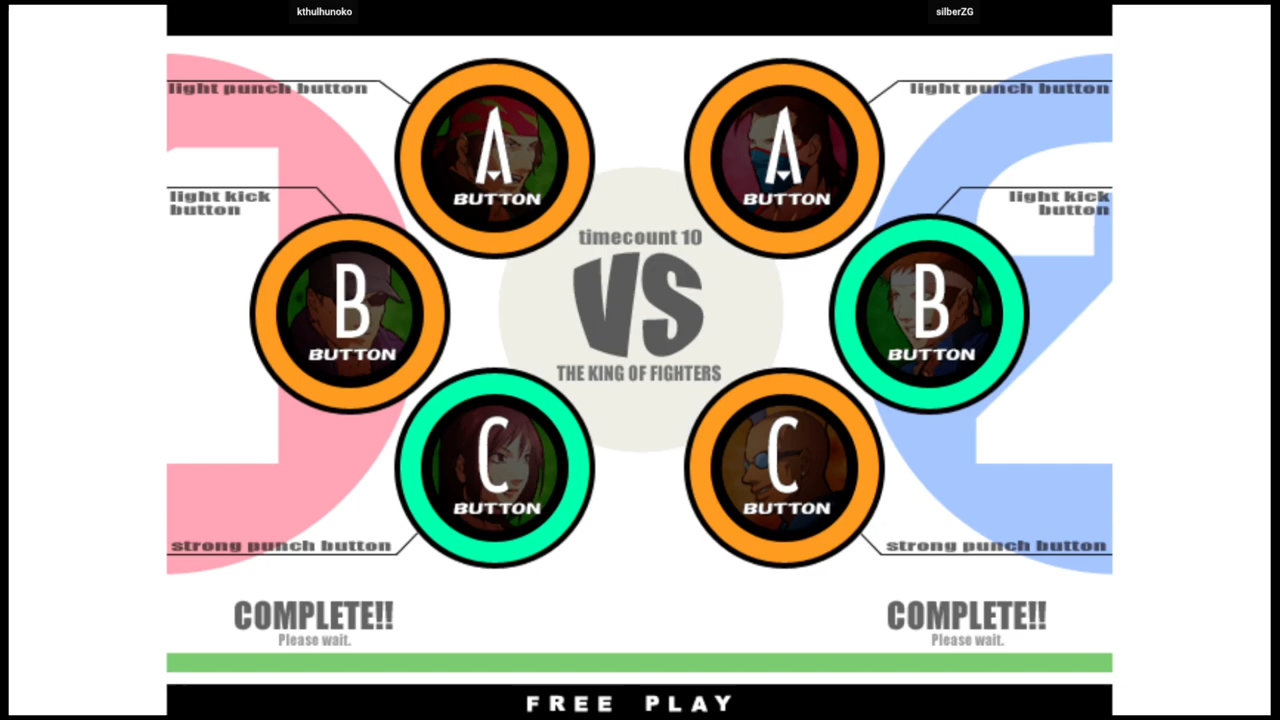 kthulhunoko
silberZG
light punch button
A
BUTTON
A
BUTTON
light punch button
light kick
button
B
BUTTON
timecount 10
VS
THE KING OF FIGHTERS
light kick
button
B
BUTTON
C
BUTTON
C
BUTTON
strong punch button
strong punch button
COMPLETE!!
Please wait.
COMPLETE!!
Please wait.
FREE PLAY